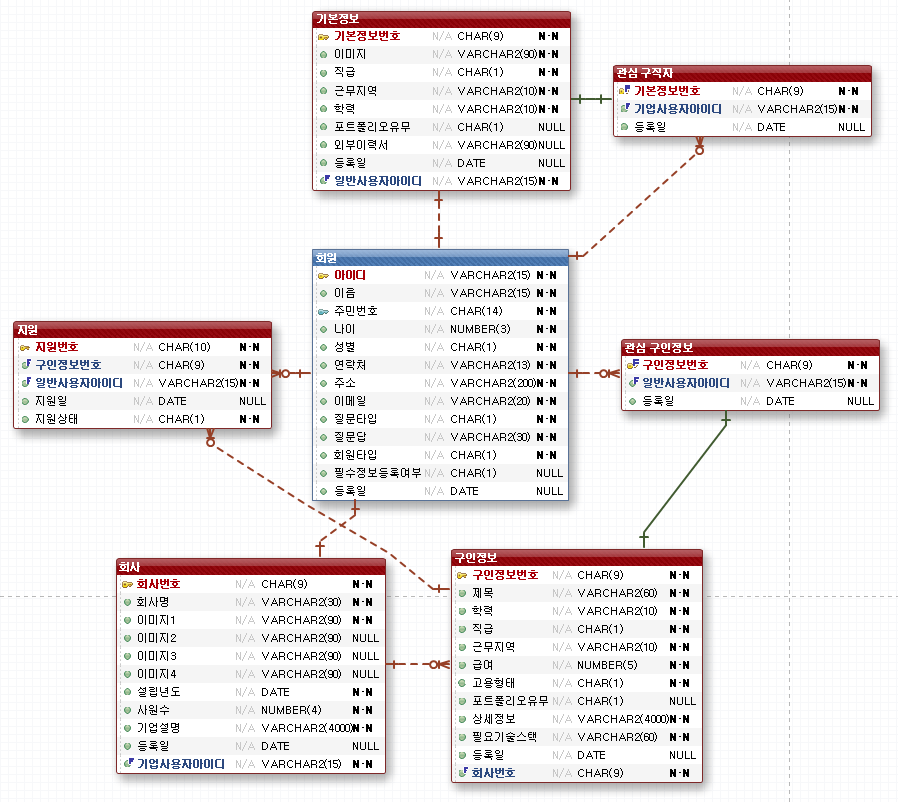 기본정보
기본정보번호 N/A CHAR(9) N-N
이미지 N/A VARCHAR2(90) N-N
직급 N/A CHAR(1) N-N
근무지역 N/A VARCHAR2(10) N-N
학력 N/A VARCHAR2(10) N-N
포트폴리오유무 N/A CHAR(1) NULL
외부이력서 N/A VARCHAR2(90) NULL
등록일 N/A DATE NULL
일반사용자아이디 N/A VARCHAR2(15) N-N
관심 구직자
기본정보번호 N/A CHAR(9) N-N
기업사용자아이디 N/A VARCHAR2(15) N-N
등록일 N/A DATE NULL
회원
아이디 N/A VARCHAR2(15) N-N
이름 N/A VARCHAR2(15) N-N
주민번호 N/A CHAR(14) N-N
나이 N/A NUMBER(3) N-N
성별 N/A CHAR(1) N-N
연락처 N/A VARCHAR2(13) N-N
주소 N/A VARCHAR2(200) N-N
이메일 N/A VARCHAR2(20) N-N
질문타입 N/A CHAR(1) N-N
질문답 N/A VARCHAR2(30) N-N
회원타입 N/A CHAR(1) N-N
필수정보등록여부 N/A CHAR(1) NULL
등록일 N/A DATE NULL
지원
지원번호 N/A CHAR(10) N-N
구인정보번호 N/A CHAR(9) N-N
일반사용자아이디 N/A VARCHAR2(15) N-N
지원일 N/A DATE NULL
지원상태 N/A CHAR(1) N-N
관심 구인정보
구인정보번호 N/A CHAR(9) N-N
일반사용자아이디 N/A VARCHAR2(15) N-N
등록일 N/A DATE NULL
회사
회사번호 N/A CHAR(9) N-N
회사명 N/A VARCHAR2(30) N-N
이미지1 N/A VARCHAR2(90) N-N
이미지2 N/A VARCHAR2(90) NULL
이미지3 N/A VARCHAR2(90) NULL
이미지4 N/A VARCHAR2(90) NULL
설립년도 N/A DATE N-N
사원수 N/A NUMBER(4) N-N
기업설명 N/A VARCHAR2(4000) N-N
등록일 N/A DATE NULL
기업사용자아이디 N/A VARCHAR2(15) N-N
구인정보
구인정보번호 N/A CHAR(9) N-N
제목 N/A VARCHAR2(60) N-N
학력 N/A VARCHAR2(10) N-N
직급 N/A CHAR(1) N-N
근무지역 N/A VARCHAR2(10) N-N
급여 N/A NUMBER(5) N-N
고용형태 N/A CHAR(1) N-N
포트폴리오유무 N/A CHAR(1) NULL
상세정보 N/A VARCHAR2(4000) N-N
필요기술스택 N/A VARCHAR2(60) N-N
등록일 N/A DATE NULL
회사번호 N/A CHAR(9) N-N